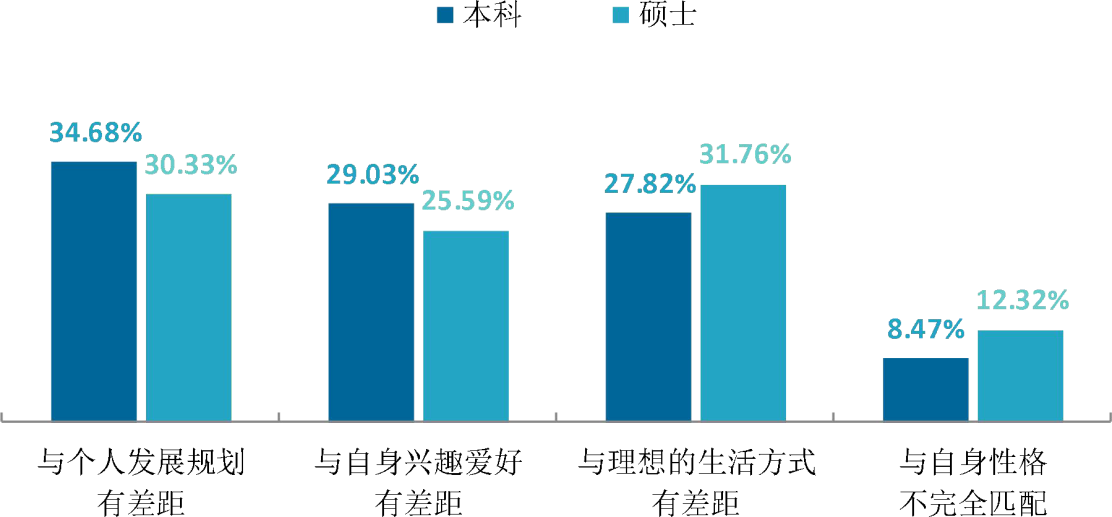 本科 硕士
34.68%
30.33%
29.03%
25.59%
27.82%
31.76%
8.47%
12.32%
与个人发展规划
有差距
与自身兴趣爱好
有差距
与理想的生活方式
有差距
与自身性格
不完全匹配